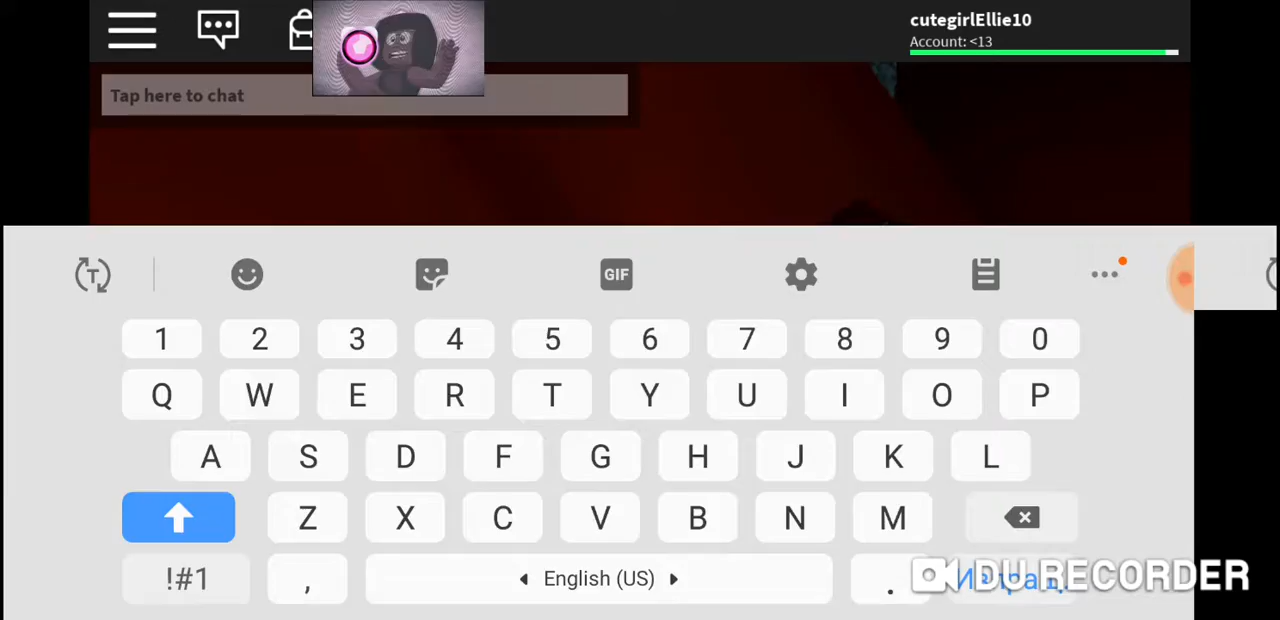 cutegirlEllie10
Account: <13
Tap here to chat
T
GIF
1 2 3 4 5 6 7 8 9 0
Q W E R T Y U I O P
A S D F G H J K L
Z X C V B N M
!#1 , English (US) .
DU RECORDER